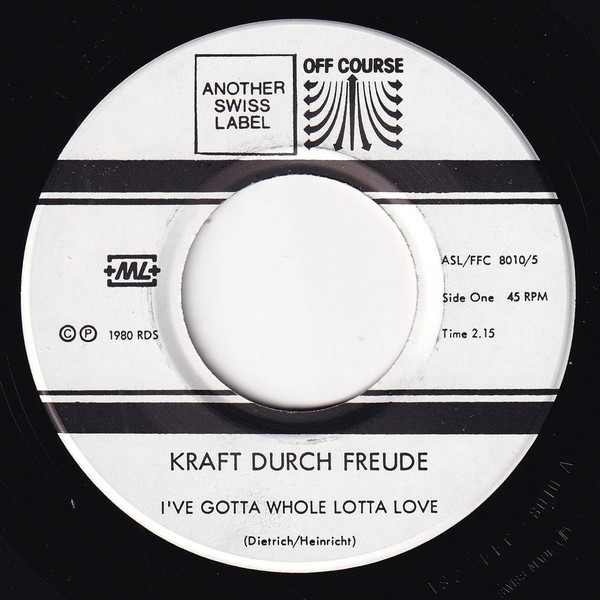 ANOTHER
SWISS
LABEL
OFF COURSE
+ML+
ASL/FFC 8010/5
Side One 45 RPM
© ℗ 1980 RDS
Time 2.15
KRAFT DURCH FREUDE
I'VE GOTTA WHOLE LOTTA LOVE
(Dietrich/Heinricht)